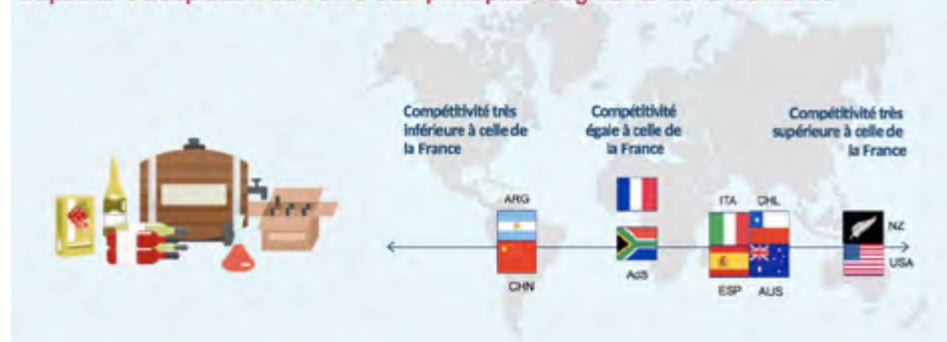 Compétitivité très
inférieure à celle de
la France
Compétitivité
égale à celle de
la France
Compétitivité très
supérieure à celle de
la France
ARG
CHN
AdS
ITA CHL
ESP AUS
NZ
USA